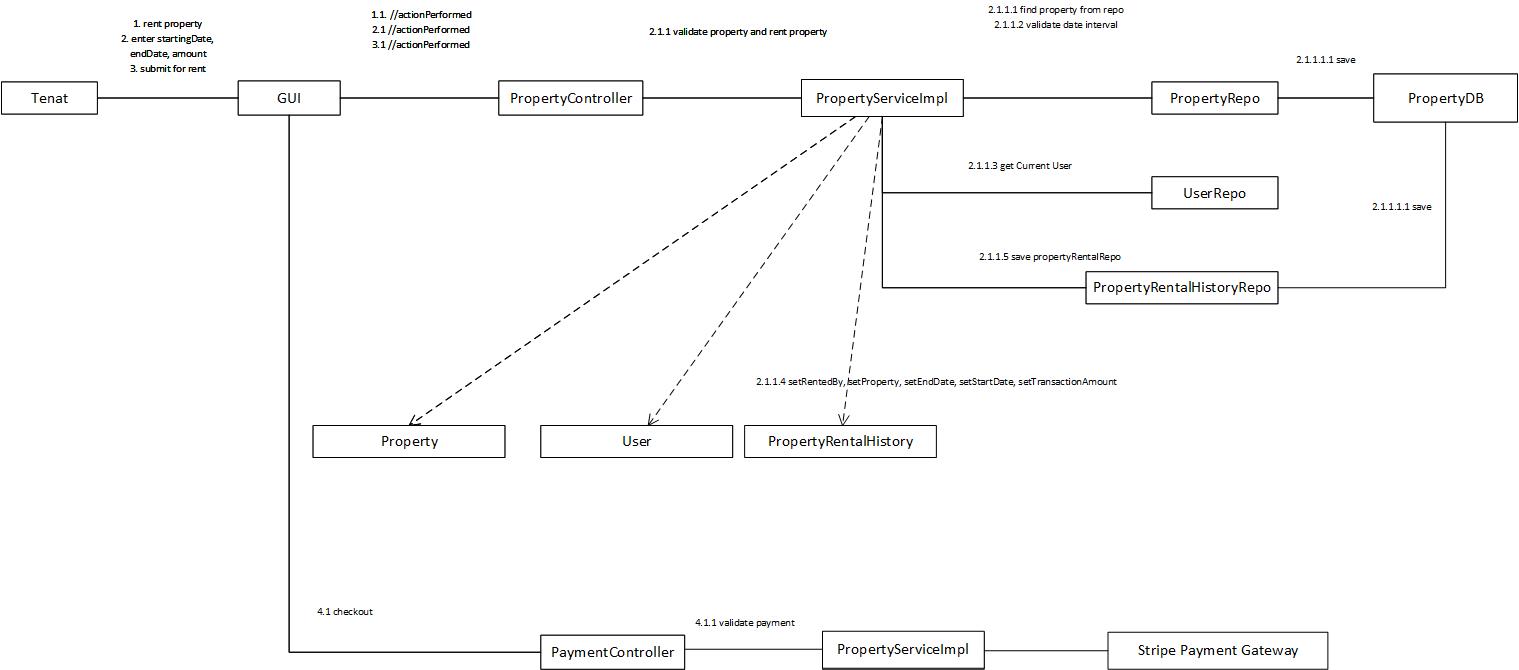 1. rent property
2. enter startingDate,
endDate, amount
3. submit for rent
1.1. //actionPerformed
2.1 //actionPerformed
3.1 //actionPerformed
2.1.1 validate property and rent property
2.1.1.1 find property from repo
2.1.1.2 validate date interval
2.1.1.1.1 save
Tenat
GUI
PropertyController
PropertyServiceImpl
PropertyRepo
PropertyDB
2.1.1.3 get Current User
UserRepo
2.1.1.1.1 save
2.1.1.5 save propertyRentalRepo
PropertyRentalHistoryRepo
2.1.1.4 setRentedBy, setProperty, setEndDate, setStartDate, setTransactionAmount
Property
User
PropertyRentalHistory
4.1 checkout
4.1.1 validate payment
PaymentController
PropertyServiceImpl
Stripe Payment Gateway